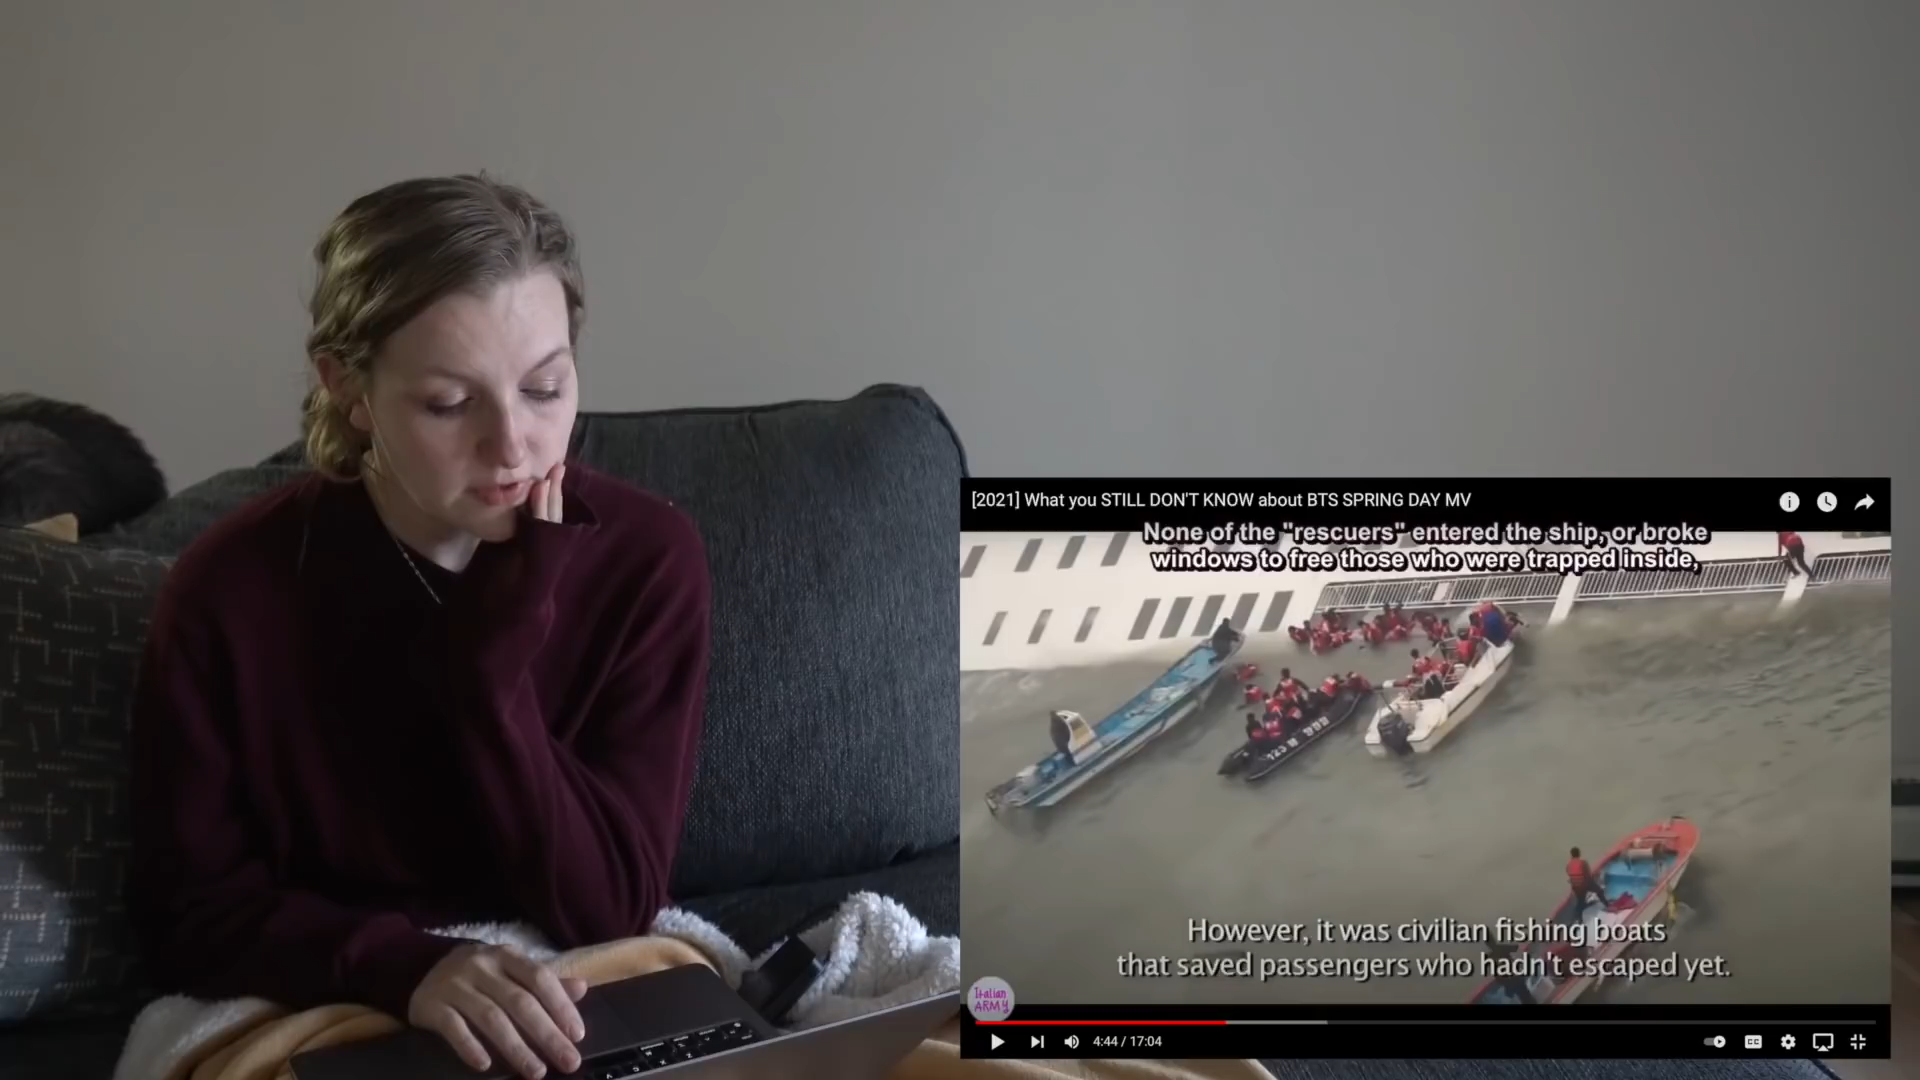 [2021] What you STILL DON'T KNOW about BTS SPRING DAY MV
None of the "rescuers" entered the ship, or broke
windows to free those who were trapped inside,
However, it was civilian fishing boats
that saved passengers who hadn't escaped yet.
Italian
ARMY
4:44 / 17:04
CC